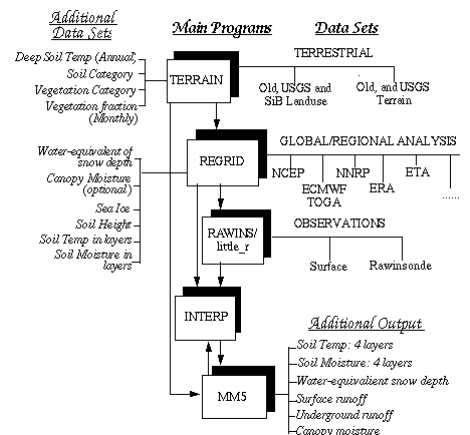 Additional
Data Sets
Main Programs
Data Sets
Deep Soil Temp (Annual,
Soil Category
Vegetation Category
Vegetation fraction
(Monthly)
TERRAIN
TERRESTRIAL
Old, USGS and
SiB Landuse
Old, and USGS
Terrain
Water-equivalent of
snow depth
Canopy Moisture
(optional)
Sea Ice
Soil Height
Soil Temp in layers
Soil Moisture in
layers
REGRID
GLOBAL/REGIONAL ANALYSIS
NCEP
ECMWF
TOGA
NNRP
ERA
ETA
......
RAWINS/
little_r
OBSERVATIONS
Surface
Rawinsonde
INTERP
MM5
Additional Output
Soil Temp: 4 layers
Soil Moisture: 4 layers
Water-equivalient snow depth
Surface runoff
Underground runoff
Canopy moisture